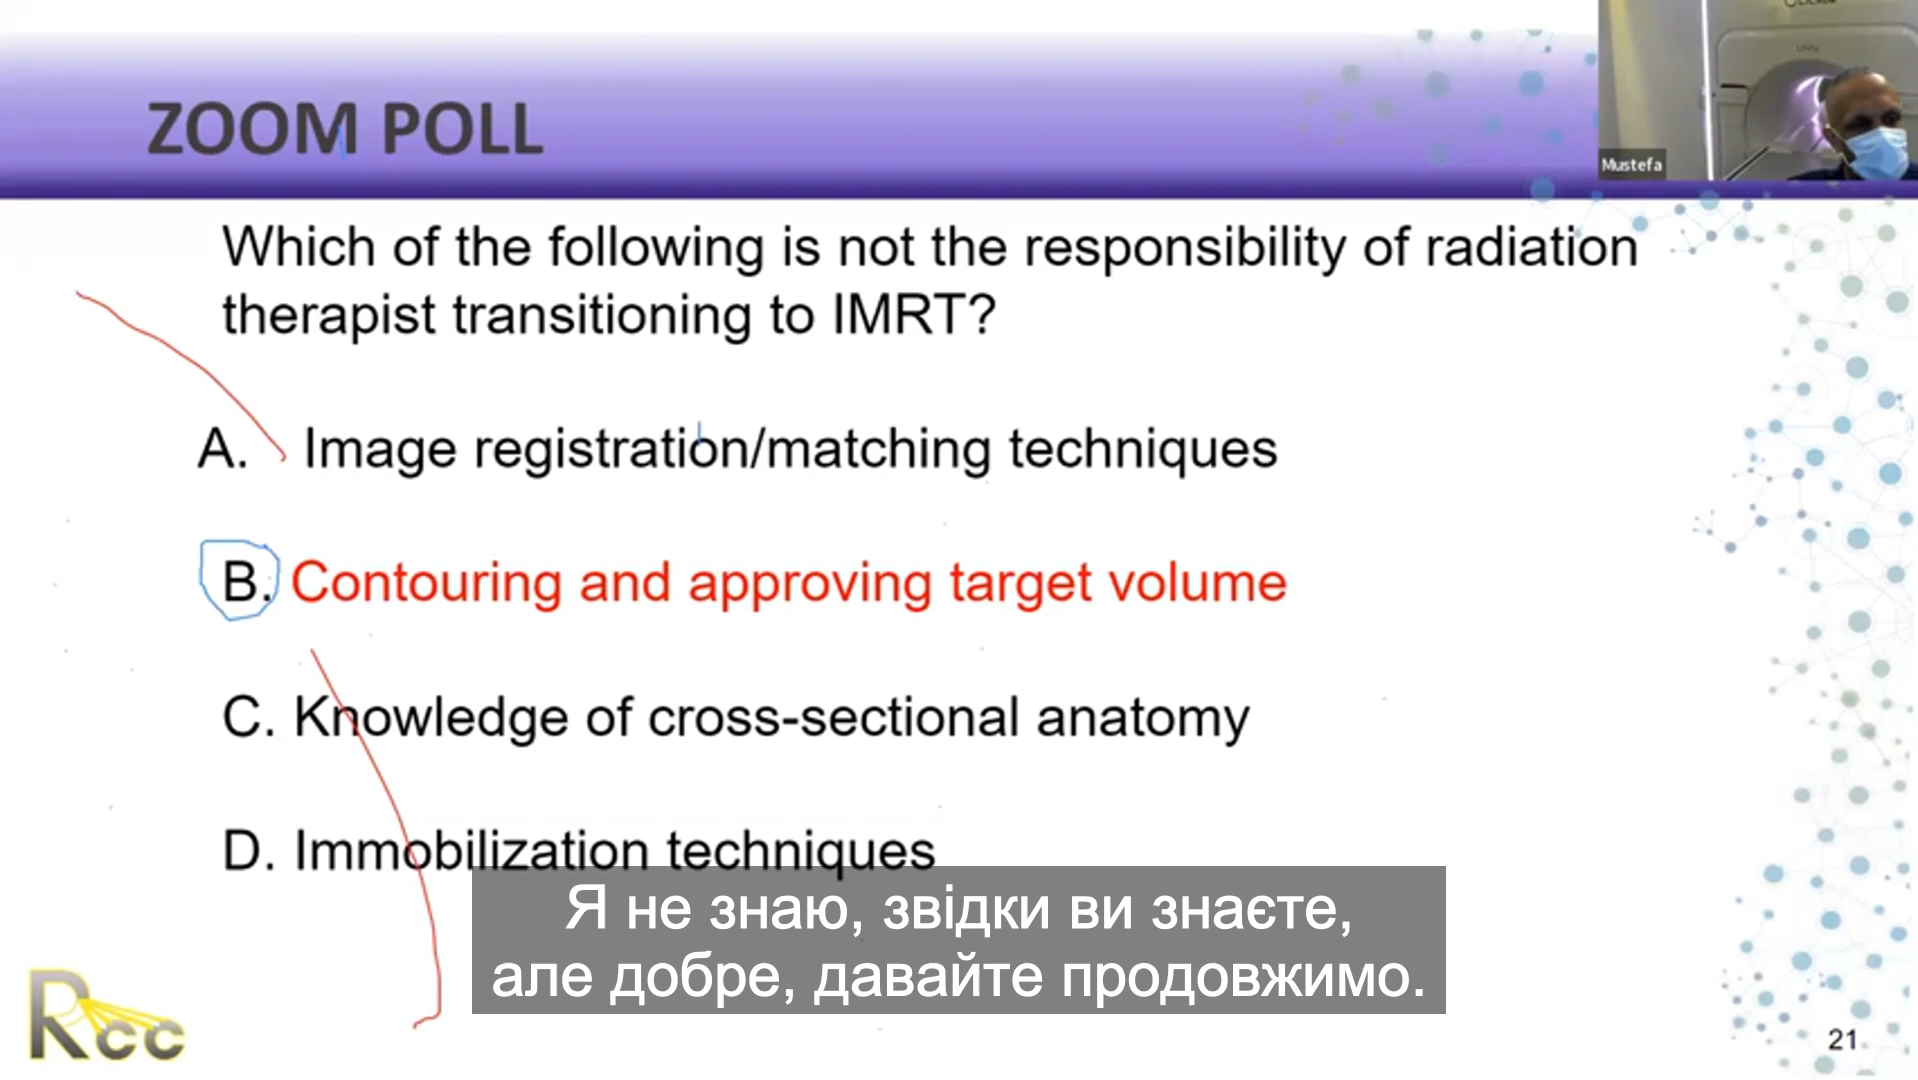 ZOOM POLL
Mustefa
Unity
Which of the following is not the responsibility of radiation
therapist transitioning to IMRT?
A. Image registration/matching techniques
B. Contouring and approving target volume
C. Knowledge of cross-sectional anatomy
D. Immobilization techniques
Я не знаю, звідки ви знаєте,
але добре, давайте продовжимо.
Rcc
21